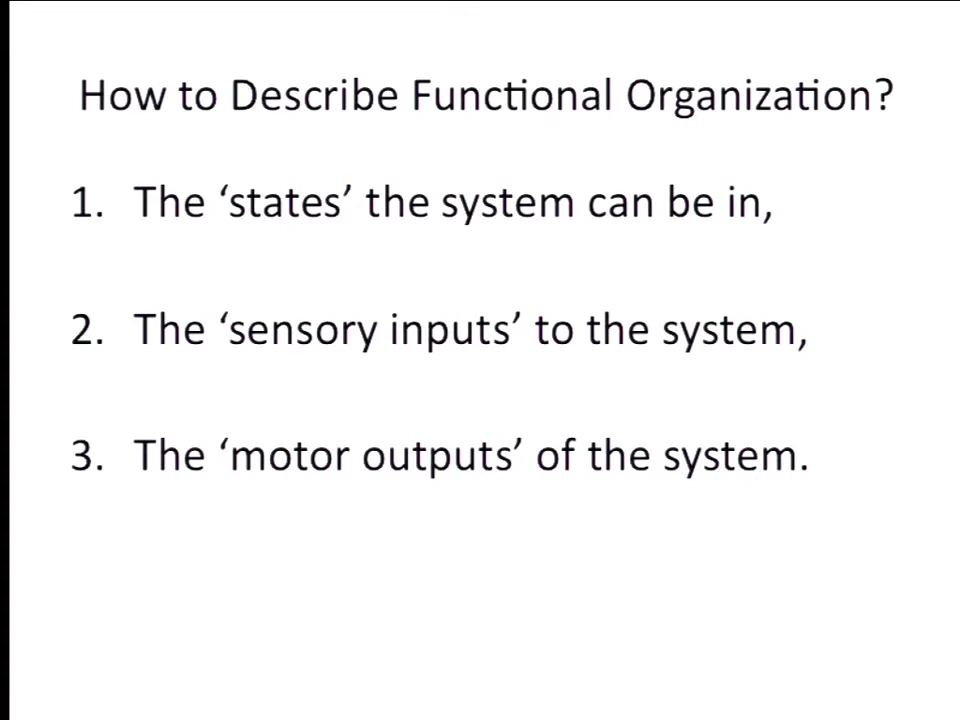 How to Describe Functional Organization?
1. The ‘states’ the system can be in,
2. The ‘sensory inputs’ to the system,
3. The ‘motor outputs’ of the system.